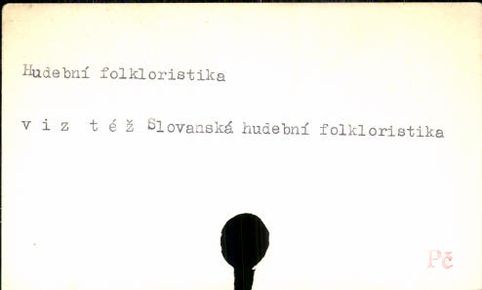 Hudební folkloristika
v i z t é ž Slovanská hudební folkloristika
Pč